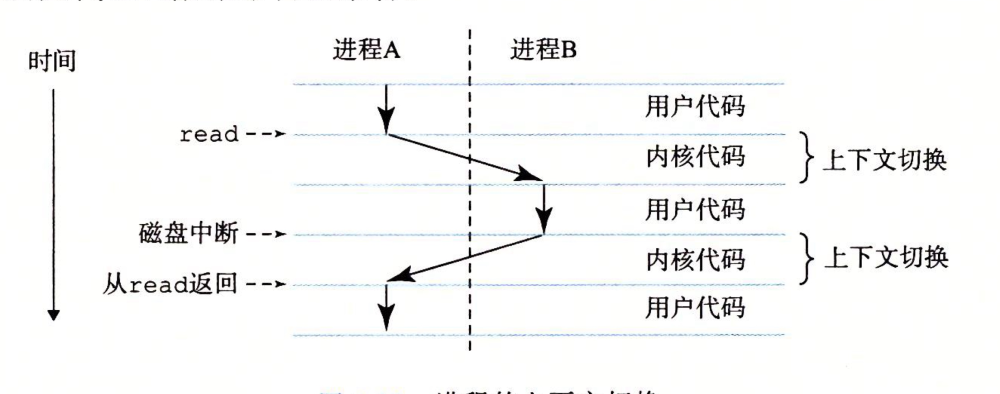 进程A 进程B
时间
用户代码
read
内核代码 上下文切换
用户代码
磁盘中断
内核代码 上下文切换
从read返回
用户代码